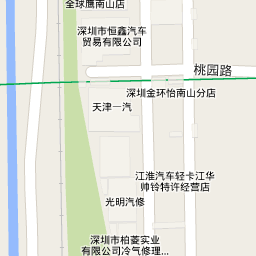 全球鹰南山店
深圳市恒鑫汽车
贸易有限公司
桃园路
深圳金环怡南山分店
天津一汽
江淮汽车轻卡江华
帅铃特许经营店
光明汽修
深圳市柏菱实业
有限公司冷气修理...